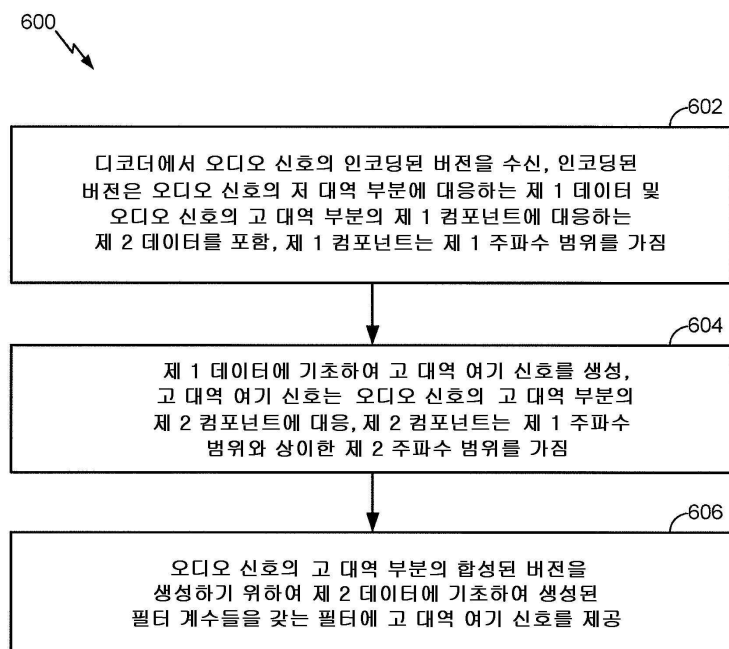 600
602
디코더에서 오디오 신호의 인코딩된 버전을 수신, 인코딩된
버전은 오디오 신호의 저 대역 부분에 대응하는 제 1 데이터 및
오디오 신호의 고 대역 부분의 제 1 컴포넌트에 대응하는
제 2 데이터를 포함, 제 1 컴포넌트는 제 1 주파수 범위를 가짐
604
제 1 데이터에 기초하여 고 대역 여기 신호를 생성,
고 대역 여기 신호는 오디오 신호의 고 대역 부분의
제 2 컴포넌트에 대응, 제 2 컴포넌트는 제 1 주파수
범위와 상이한 제 2 주파수 범위를 가짐
606
오디오 신호의 고 대역 부분의 합성된 버전을
생성하기 위하여 제 2 데이터에 기초하여 생성된
필터 계수들을 갖는 필터에 고 대역 여기 신호를 제공